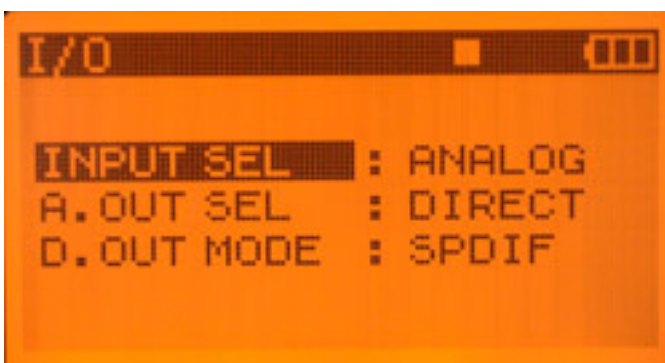 I/O
INPUT SEL : ANALOG
A.OUT SEL : DIRECT
D.OUT MODE : SPDIF